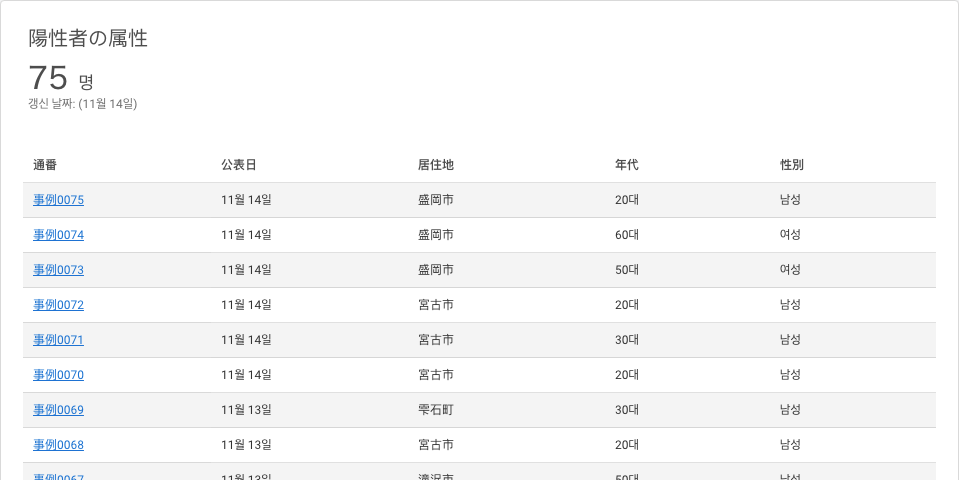 陽性者の属性
75 명
갱신 날짜: (11월 14일)
通番 公表日 居住地 年代 性別
事例0075 11월 14일 盛岡市 20대 남성
事例0074 11월 14일 盛岡市 60대 여성
事例0073 11월 14일 盛岡市 50대 여성
事例0072 11월 14일 宮古市 20대 남성
事例0071 11월 14일 宮古市 30대 남성
事例0070 11월 14일 宮古市 20대 남성
事例0069 11월 13일 雫石町 30대 남성
事例0068 11월 13일 宮古市 20대 남성
事例0067 11월 13일 滝沢市 50대 남성